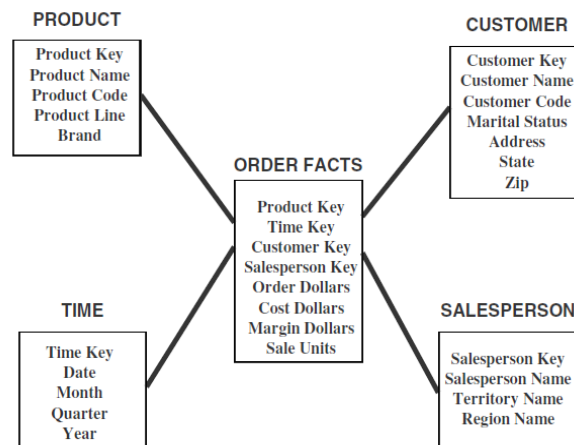 PRODUCT
Product Key
Product Name
Product Code
Product Line
Brand
CUSTOMER
Customer Key
Customer Name
Customer Code
Marital Status
Address
State
Zip
ORDER FACTS
Product Key
Time Key
Customer Key
Salesperson Key
Order Dollars
Cost Dollars
Margin Dollars
Sale Units
TIME
Time Key
Date
Month
Quarter
Year
SALESPERSON
Salesperson Key
Salesperson Name
Territory Name
Region Name